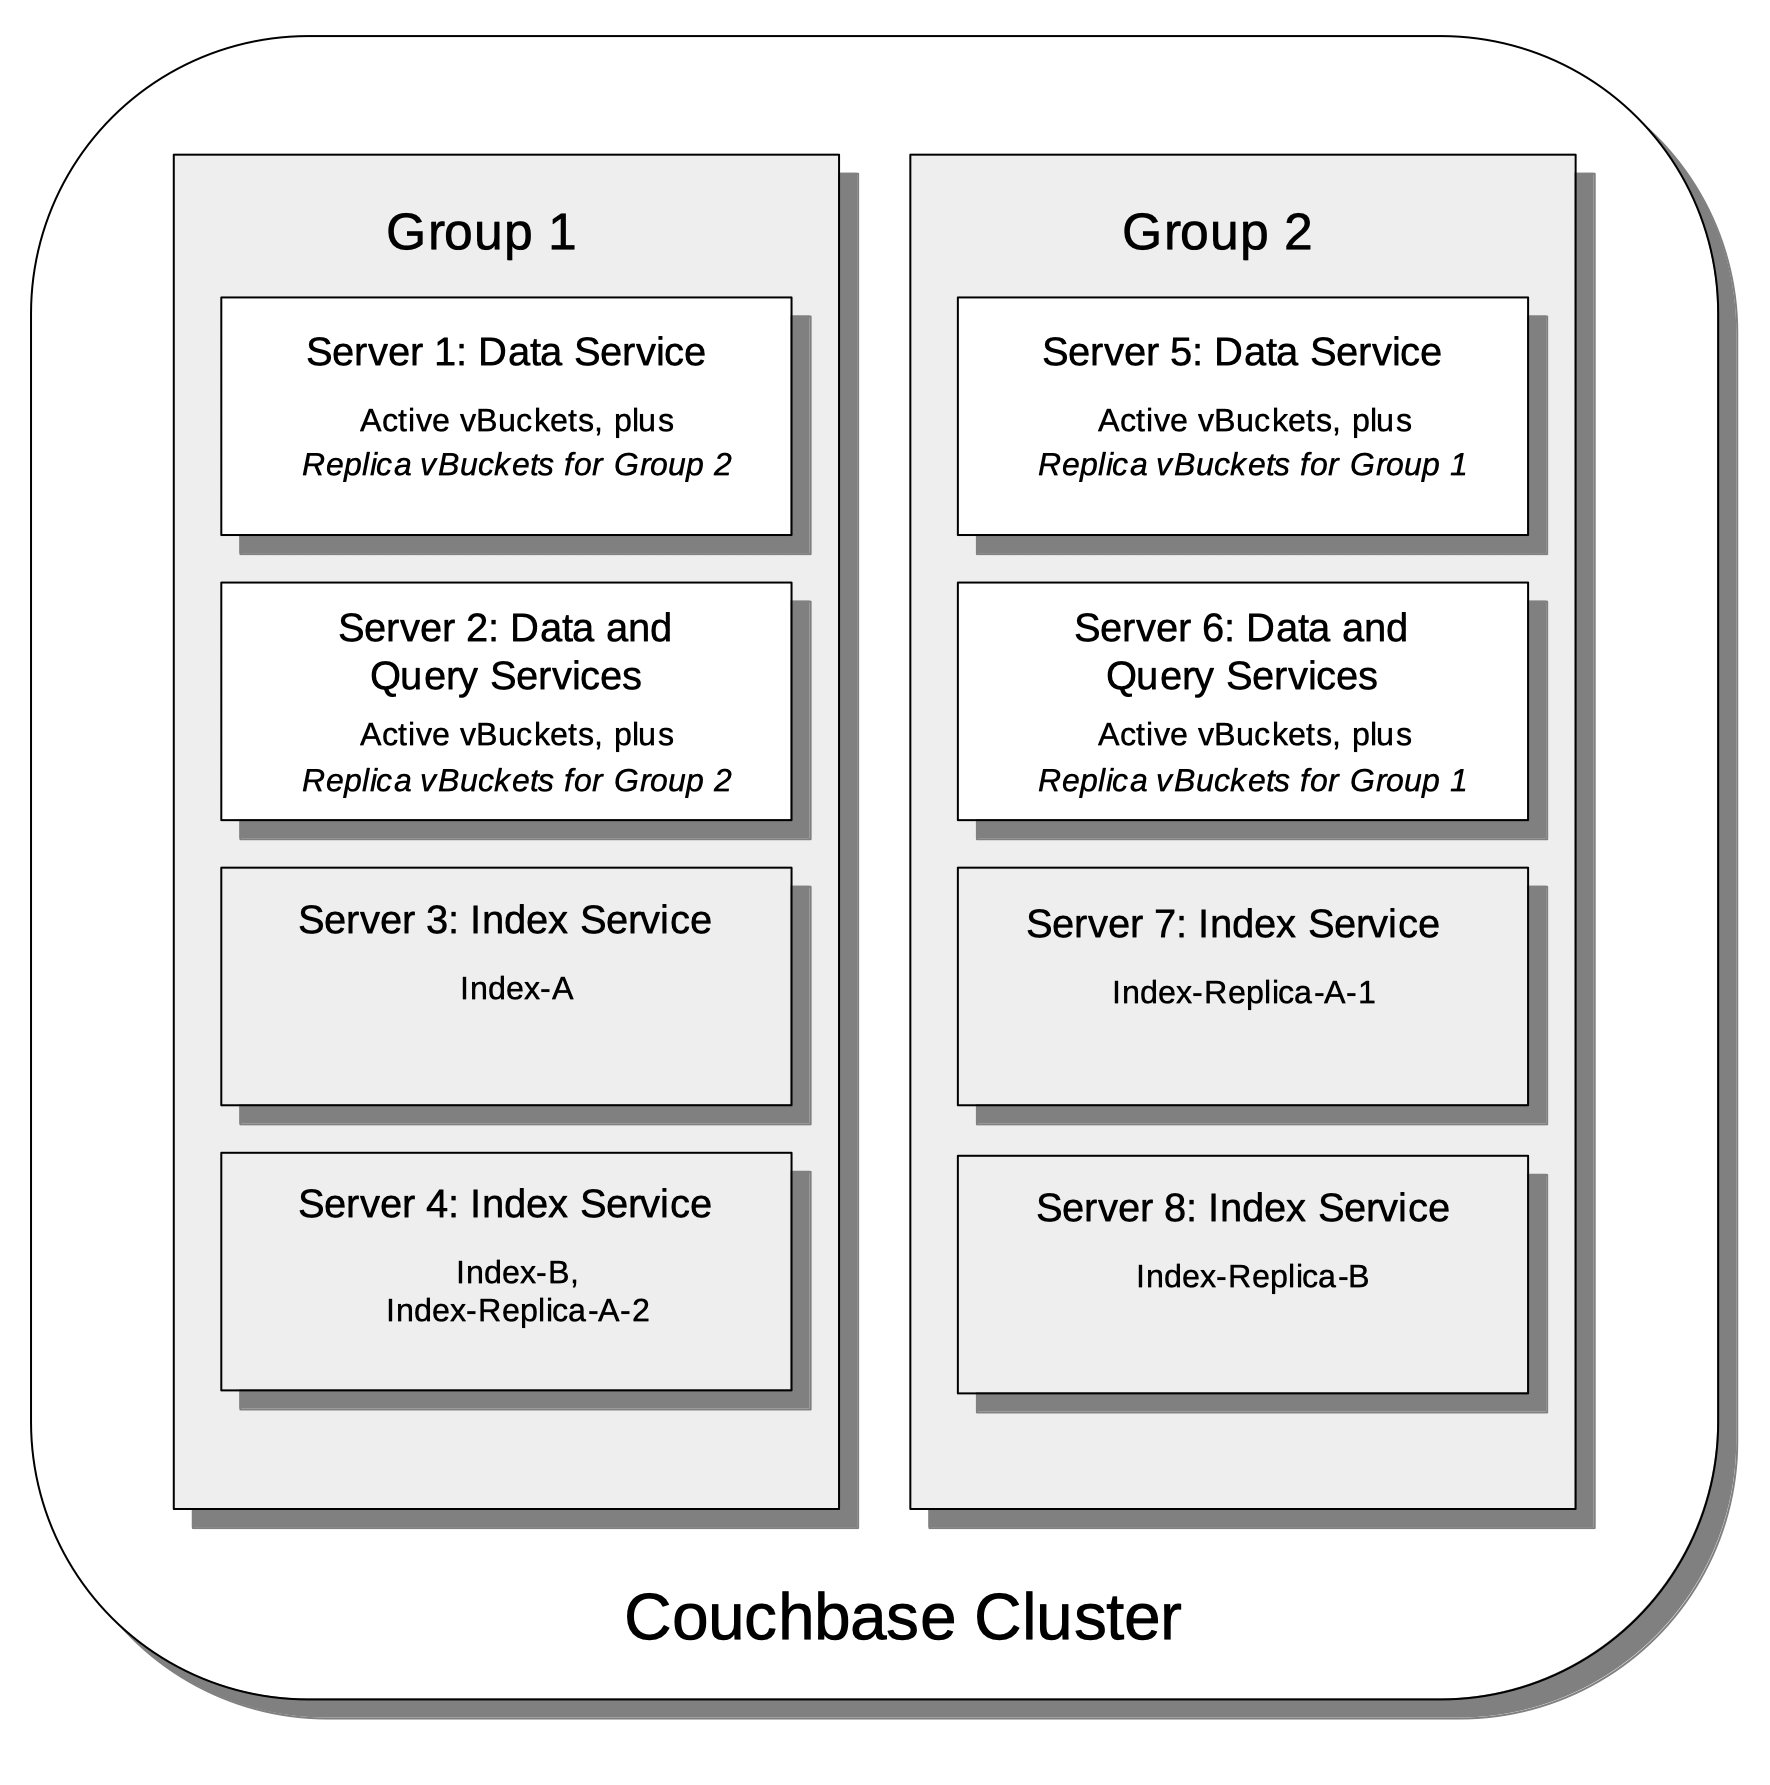 Group 1
Server 1: Data Service
Active vBuckets, plus
Replica vBuckets for Group 2
Server 2: Data and
Query Services
Active vBuckets, plus
Replica vBuckets for Group 2
Server 3: Index Service
Index-A
Server 4: Index Service
Index-B,
Index-Replica-A-2
Group 2
Server 5: Data Service
Active vBuckets, plus
Replica vBuckets for Group 1
Server 6: Data and
Query Services
Active vBuckets, plus
Replica vBuckets for Group 1
Server 7: Index Service
Index-Replica-A-1
Server 8: Index Service
Index-Replica-B
Couchbase Cluster